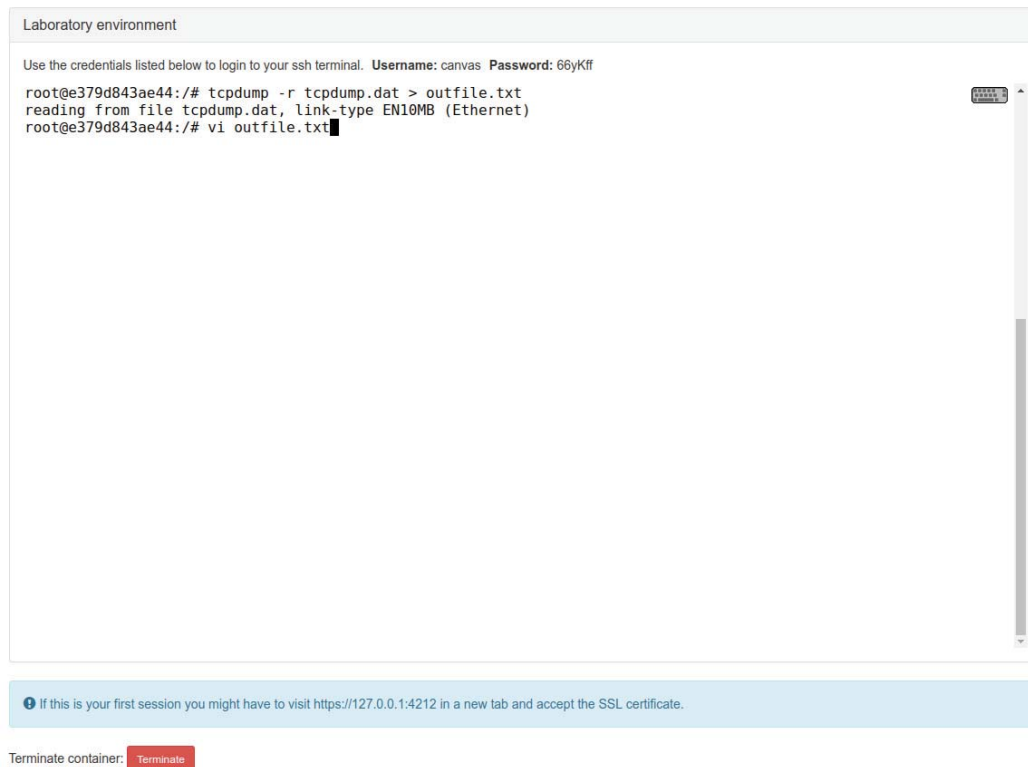 Laboratory environment
Use the credentials listed below to login to your ssh terminal. Username: canvas Password: 66yKff
root@e379d843ae44:/# tcpdump -r tcpdump.dat > outfile.txt
reading from file tcpdump.dat, link-type EN10MB (Ethernet)
root@e379d843ae44:/# vi outfile.txt
If this is your first session you might have to visit https://127.0.0.1:4212 in a new tab and accept the SSL certificate.
Terminate container: Terminate